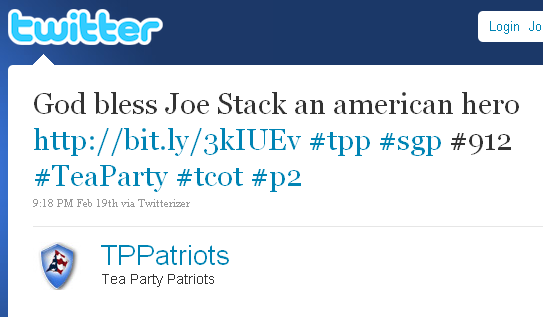 twitter
Login Jo
God bless Joe Stack an american hero
http://bit.ly/3kIUEv #tpp #sgp #912
#TeaParty #tcot #p2
9:18 PM Feb 19th via Twitterizer
TPPatriots
Tea Party Patriots